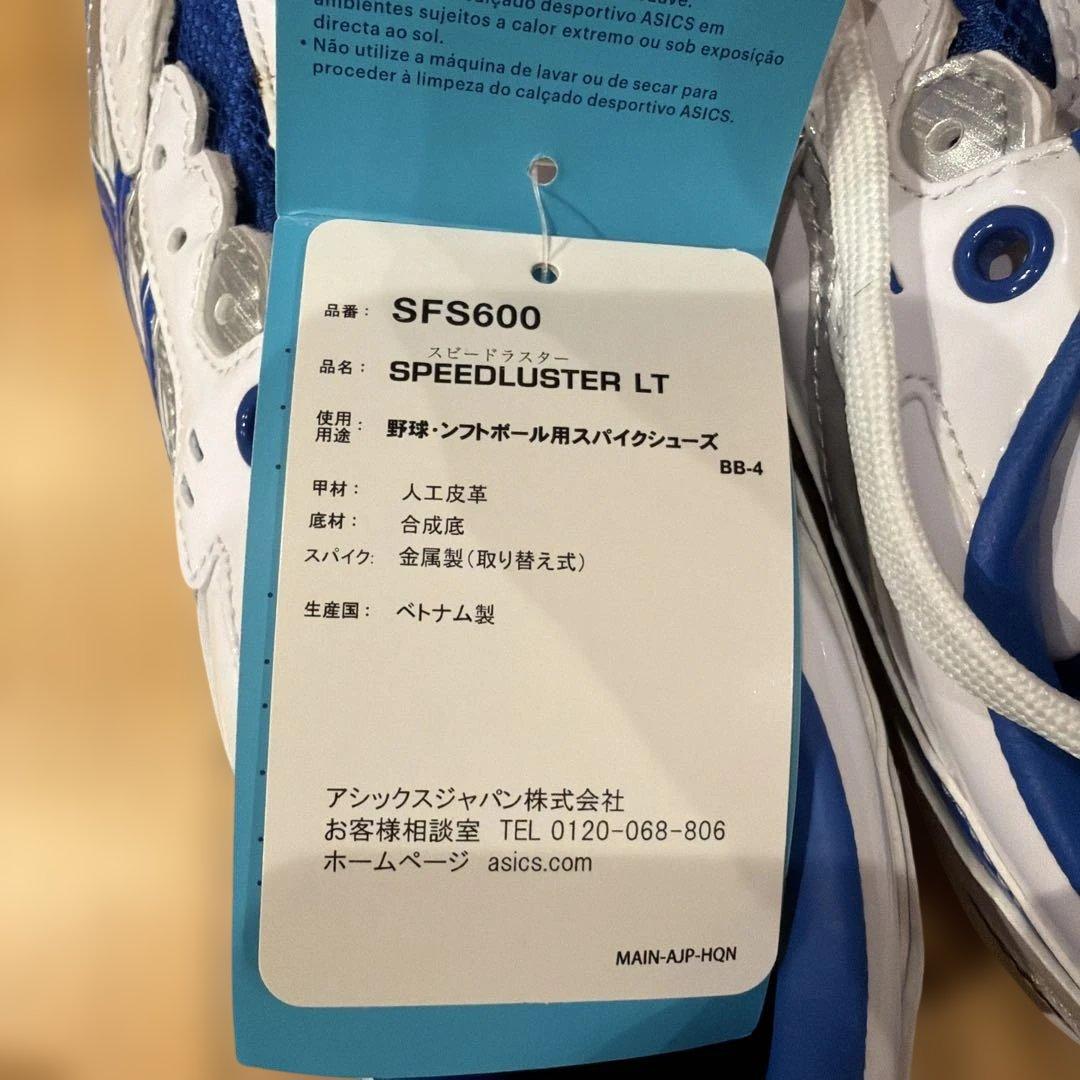 calçado desportivo ASICS em
ambientes sujeitos a calor extremo ou sob exposição
directa ao sol.
• Não utilize a máquina de lavar ou de secar para
proceder à limpeza do calçado desportivo ASICS.
品番： SFS600
スピードラスター
品名： SPEEDLUSTER LT
使用用途： 野球・ソフトボール用スパイクシューズ
BB-4
甲材： 人工皮革
底材： 合成底
スパイク: 金属製（取り替え式）
生産国： ベトナム製
アシックスジャパン株式会社
お客様相談室 TEL 0120-068-806
ホームページ asics.com
MAIN-AJP-HQN